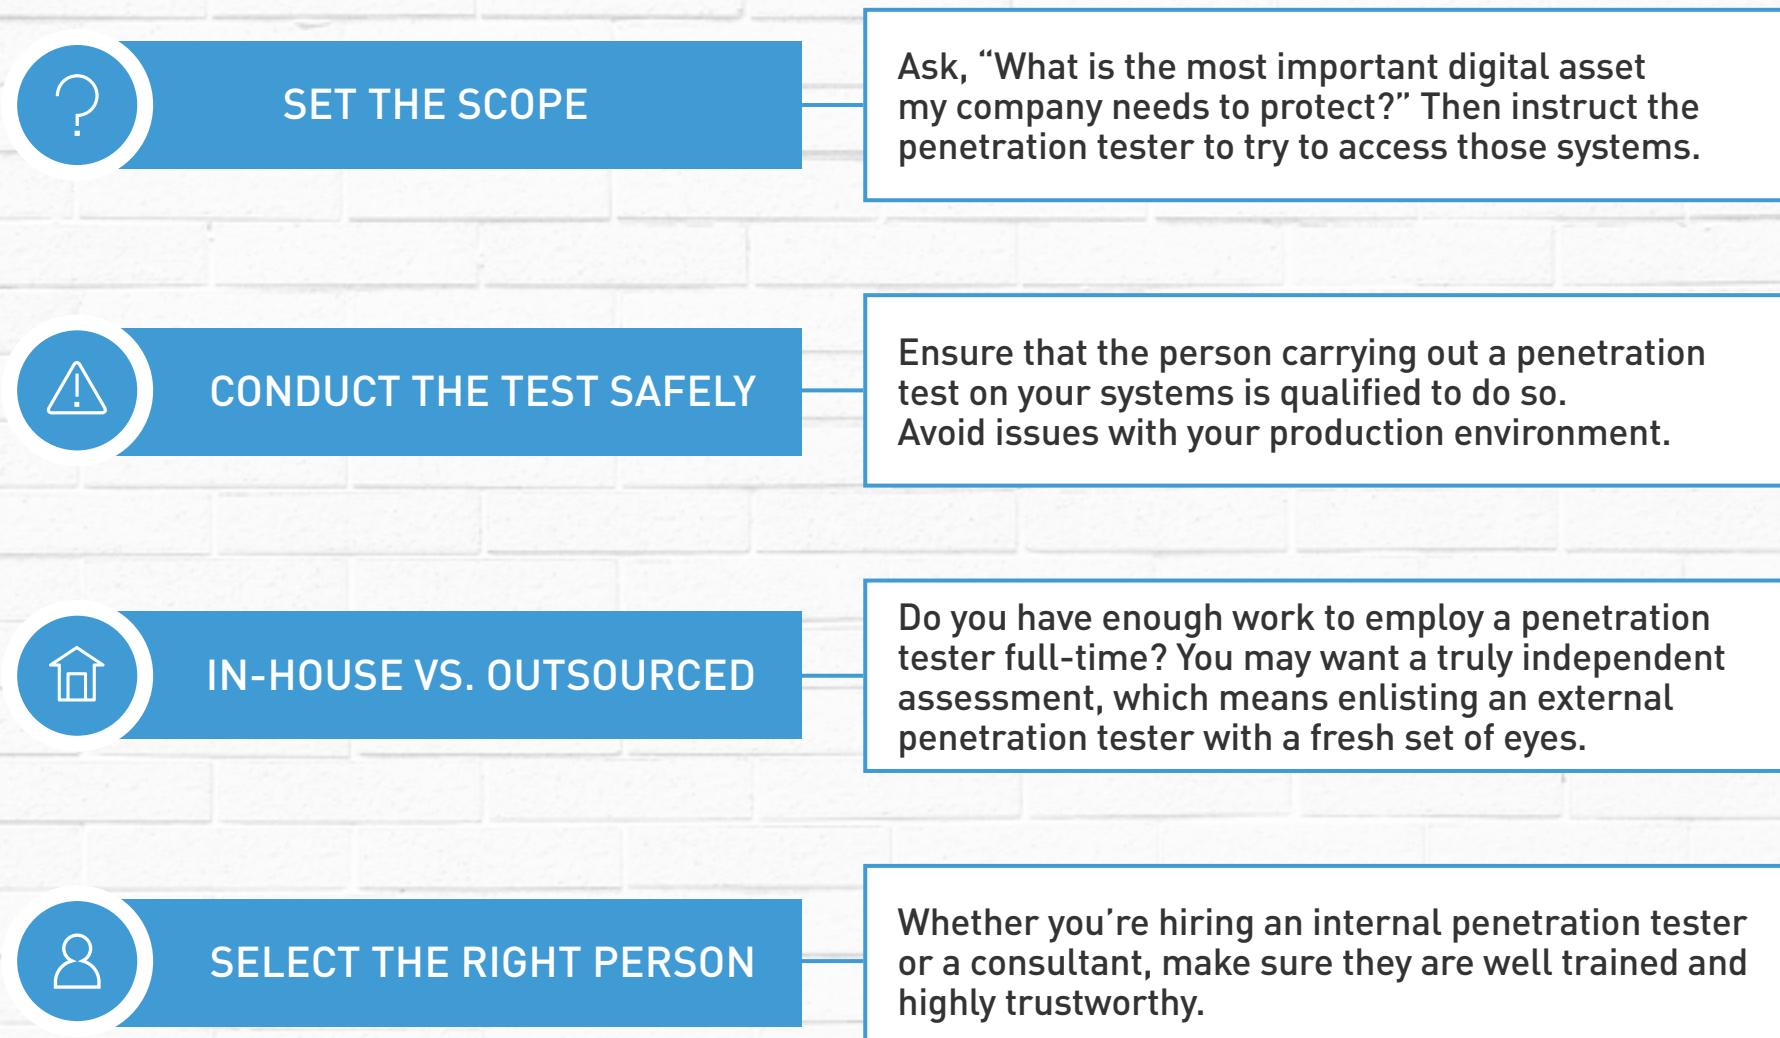 SET THE SCOPE
Ask, “What is the most important digital asset
my company needs to protect?” Then instruct the
penetration tester to try to access those systems.
CONDUCT THE TEST SAFELY
Ensure that the person carrying out a penetration
test on your systems is qualified to do so.
Avoid issues with your production environment.
IN-HOUSE VS. OUTSOURCED
Do you have enough work to employ a penetration
tester full-time? You may want a truly independent
assessment, which means enlisting an external
penetration tester with a fresh set of eyes.
SELECT THE RIGHT PERSON
Whether you’re hiring an internal penetration tester
or a consultant, make sure they are well trained and
highly trustworthy.